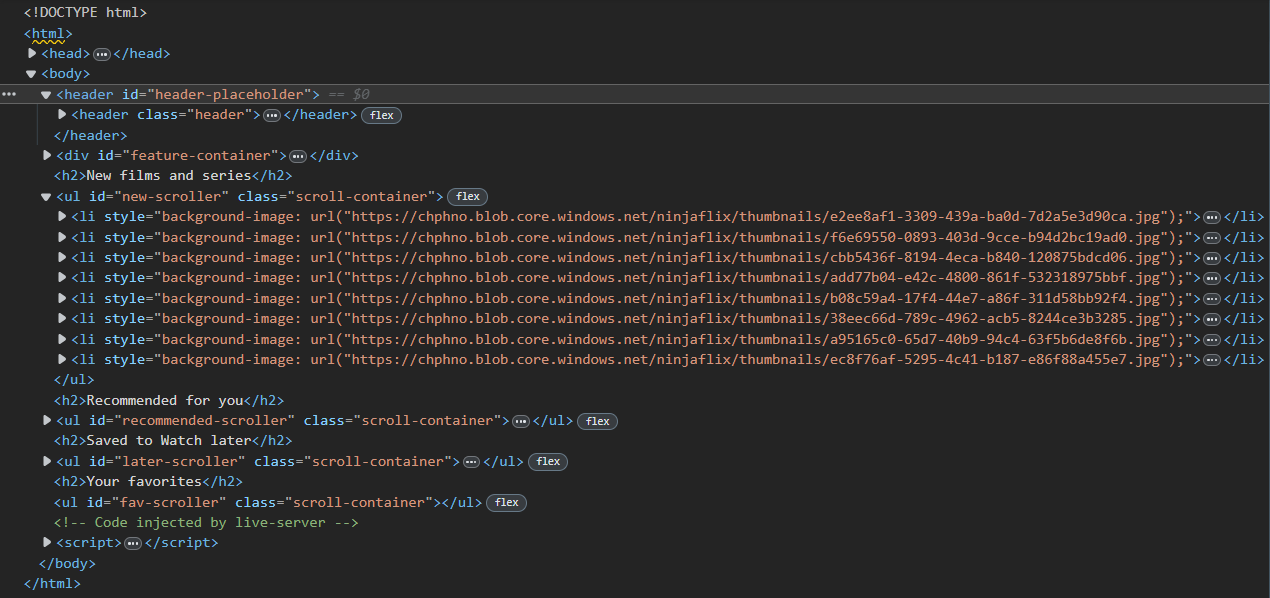 <!DOCTYPE html>
<html>
<head>…</head>
<body>
<header id="header-placeholder"> == $0
<header class="header">…</header> flex
</header>
<div id="feature-container">…</div>
<h2>New films and series</h2>
<ul id="new-scroller" class="scroll-container"> flex
<li style="background-image: url("https://chphno.blob.core.windows.net/ninjaflix/thumbnails/e2ee8af1-3309-439a-ba0d-7d2a5e3d90ca.jpg");">…</li>
<li style="background-image: url("https://chphno.blob.core.windows.net/ninjaflix/thumbnails/f6e69550-0893-403d-9cce-b94d2bc19ad0.jpg");">…</li>
<li style="background-image: url("https://chphno.blob.core.windows.net/ninjaflix/thumbnails/cbb5436f-8194-4eca-b840-120875bdcd06.jpg");">…</li>
<li style="background-image: url("https://chphno.blob.core.windows.net/ninjaflix/thumbnails/add77b04-e42c-4800-861f-532318975bbf.jpg");">…</li>
<li style="background-image: url("https://chphno.blob.core.windows.net/ninjaflix/thumbnails/b08c59a4-17f4-44e7-a86f-311d58bb92f4.jpg");">…</li>
<li style="background-image: url("https://chphno.blob.core.windows.net/ninjaflix/thumbnails/38eec66d-789c-4962-acb5-8244ce3b3285.jpg");">…</li>
<li style="background-image: url("https://chphno.blob.core.windows.net/ninjaflix/thumbnails/a95165c0-65d7-40b9-94c4-63f5b6de8f6b.jpg");">…</li>
<li style="background-image: url("https://chphno.blob.core.windows.net/ninjaflix/thumbnails/ec8f76af-5295-4c41-b187-e86f88a455e7.jpg");">…</li>
</ul>
<h2>Recommended for you</h2>
<ul id="recommended-scroller" class="scroll-container">…</ul> flex
<h2>Saved to Watch later</h2>
<ul id="later-scroller" class="scroll-container">…</ul> flex
<h2>Your favorites</h2>
<ul id="fav-scroller" class="scroll-container"></ul> flex
<!-- Code injected by live-server -->
<script>…</script>
</body>
</html>